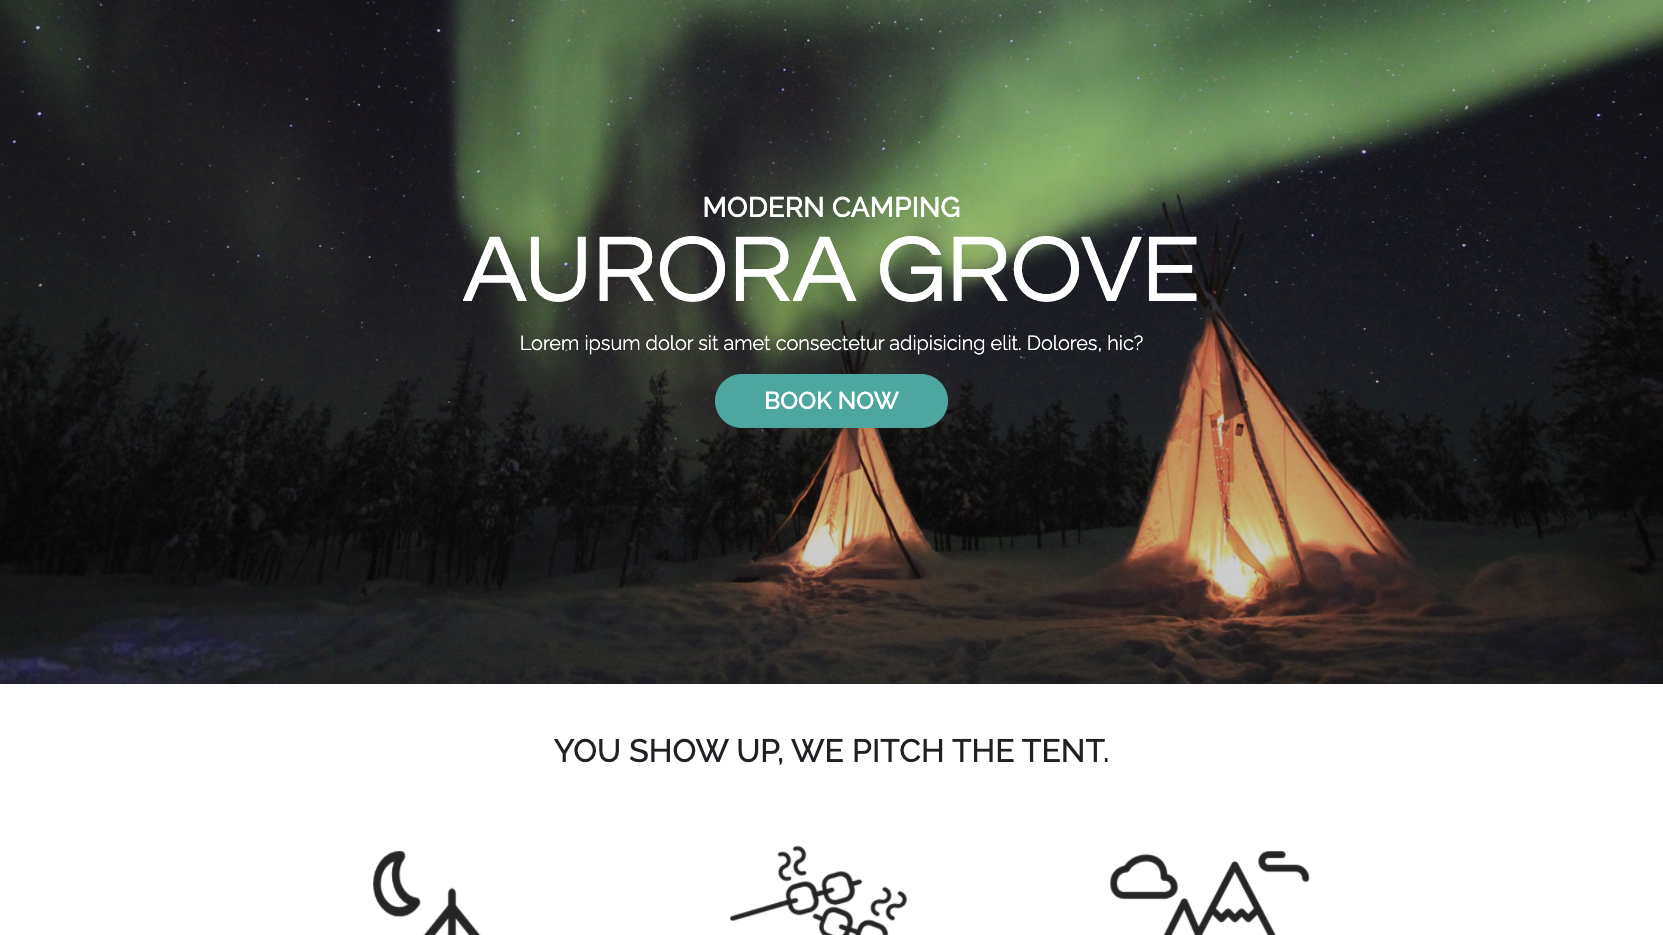 MODERN CAMPING
AURORA GROVE
Lorem ipsum dolor sit amet consectetur adipisicing elit. Dolores, hic?
BOOK NOW
YOU SHOW UP, WE PITCH THE TENT.